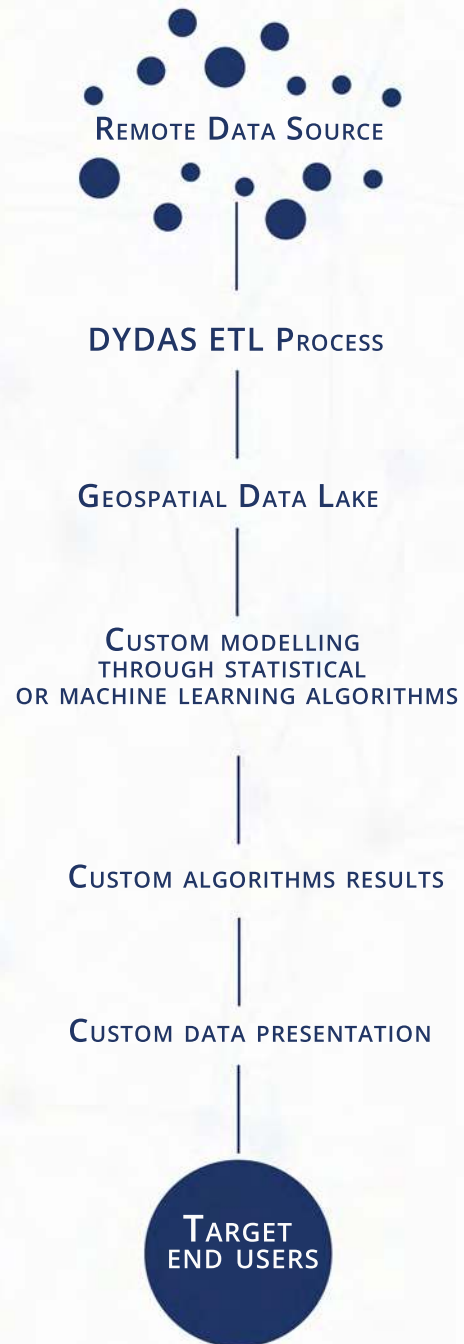 Remote Data Source
DYDAS ETL Process
Geospatial Data Lake
Custom modelling
through statistical
or machine learning algorithms
Custom algorithms results
Custom data presentation
Target
end users